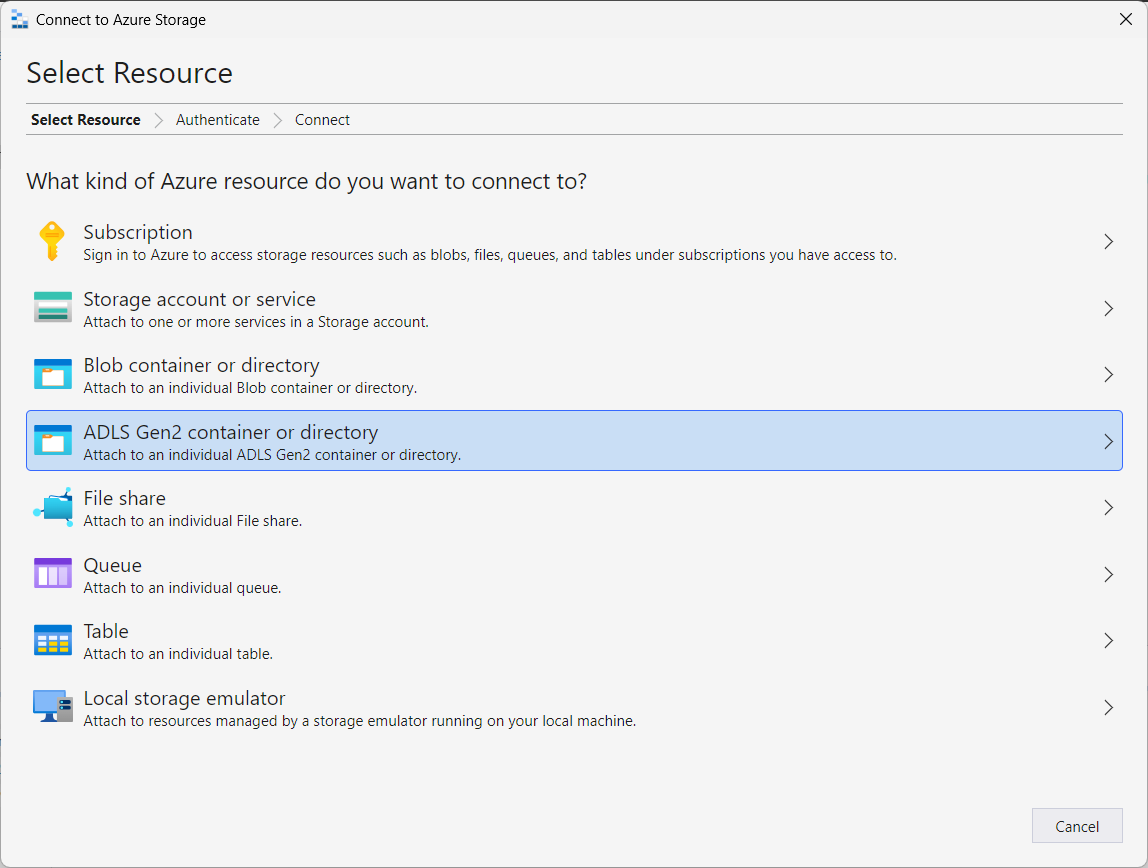 Connect to Azure Storage
Select Resource
Select Resource
Authenticate
Connect
What kind of Azure resource do you want to connect to?
Subscription
Sign in to Azure to access storage resources such as blobs, files, queues, and tables under subscriptions you have access to.
Storage account or service
Attach to one or more services in a Storage account.
Blob container or directory
Attach to an individual Blob container or directory.
ADLS Gen2 container or directory
Attach to an individual ADLS Gen2 container or directory.
File share
Attach to an individual File share.
Queue
Attach to an individual queue.
Table
Attach to an individual table.
Local storage emulator
Attach to resources managed by a storage emulator running on your local machine.
Cancel